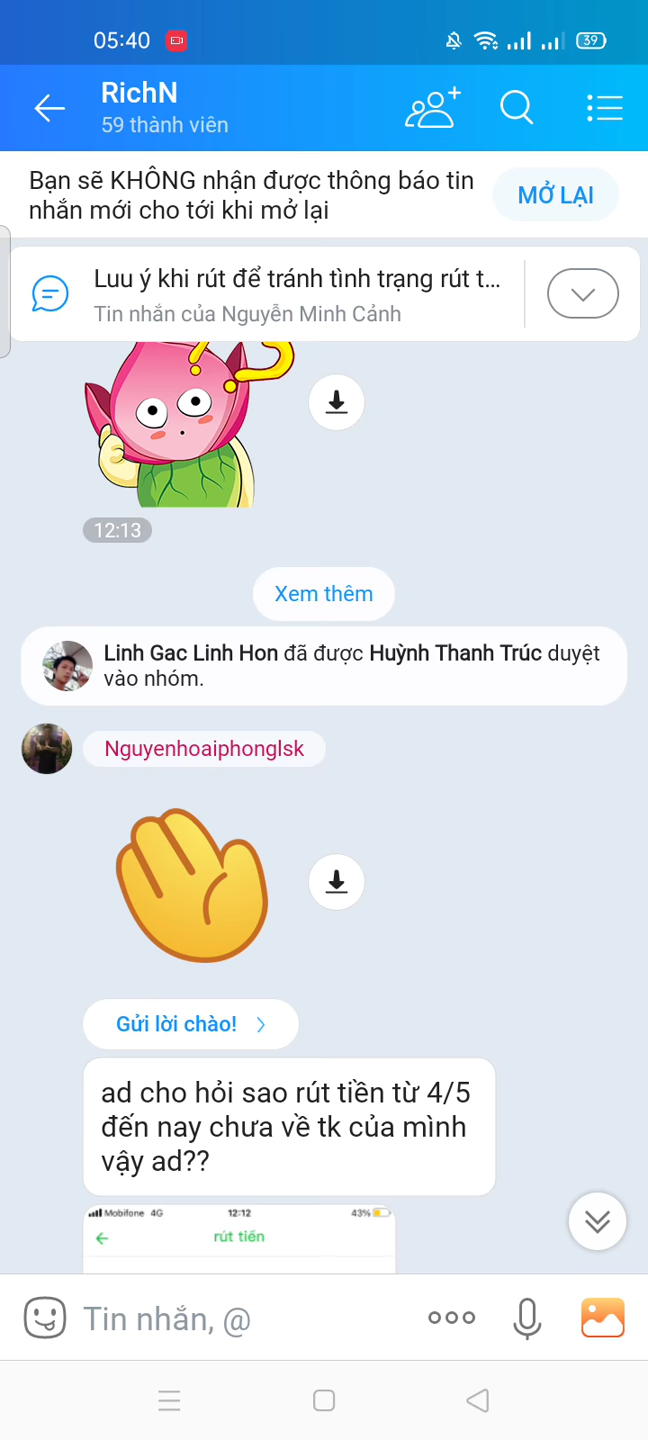 05:40
39
RichN
59 thành viên
Bạn sẽ KHÔNG nhận được thông báo tin
nhắn mới cho tới khi mở lại
MỞ LẠI
Luu ý khi rút để tránh tình trạng rút t...
Tin nhắn của Nguyễn Minh Cảnh
12:13
Xem thêm
Linh Gac Linh Hon đã được Huỳnh Thanh Trúc duyệt
vào nhóm.
Nguyenhoaiphonglsk
Gửi lời chào!
ad cho hỏi sao rút tiền từ 4/5
đến nay chưa về tk của mình
vậy ad??
Mobifone 4G 12:12 43%
rút tiền
Tin nhắn, @